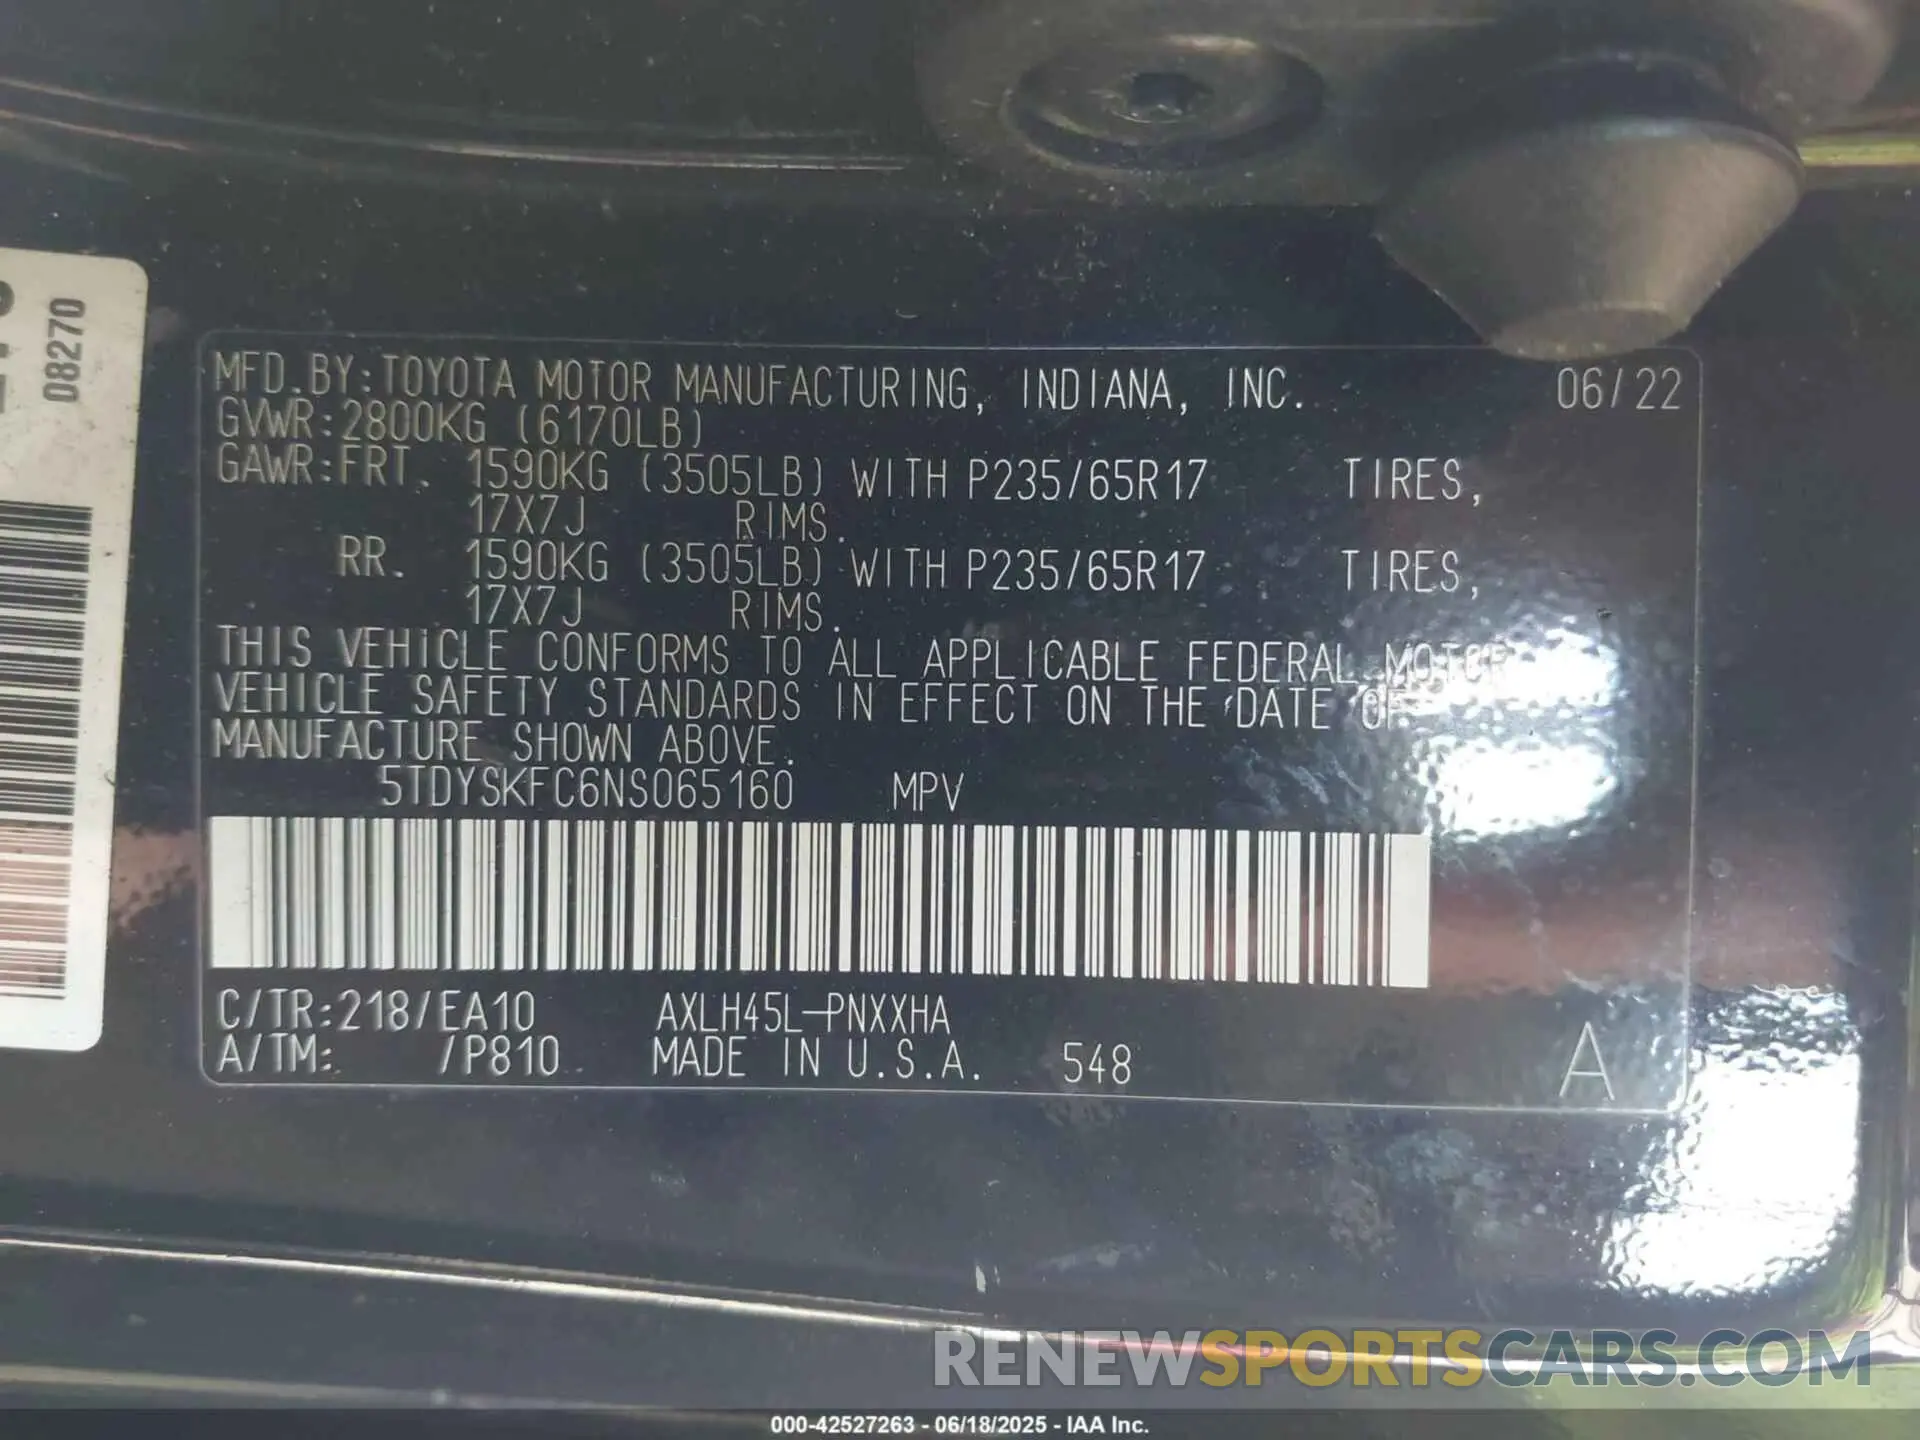 08270
MFD.BY:TOYOTA MOTOR MANUFACTURING, INDIANA, INC. 06/22
GVWR:2800KG (6170LB)
GAWR:FRT. 1590KG (3505LB) WITH P235/65R17 TIRES,
17X7J RIMS.
RR. 1590KG (3505LB) WITH P235/65R17 TIRES,
17X7J RIMS.
THIS VEHICLE CONFORMS TO ALL APPLICABLE FEDERAL MOTOR
VEHICLE SAFETY STANDARDS IN EFFECT ON THE DATE OF
MANUFACTURE SHOWN ABOVE.
5TDYSKFC6NS065160 MPV
C/TR:218/EA10 AXLH45L-PNXXHA
A/TM: /P810 MADE IN U.S.A. 548 A
RENEWSPORTSCARS.COM
000-42527263 - 06/18/2025 - IAA Inc.